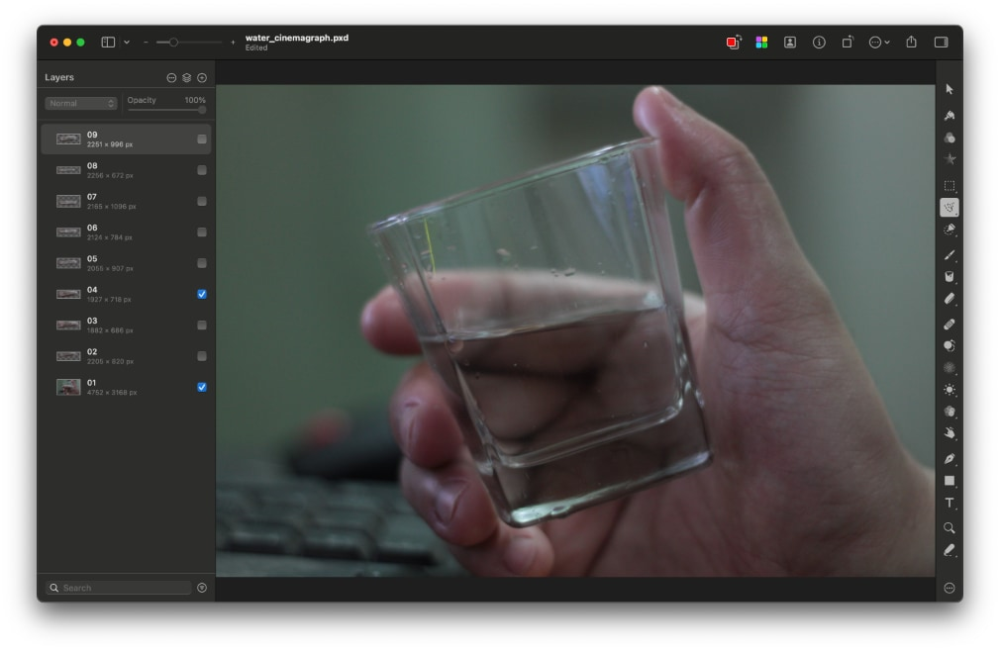 water_cinemagraph.pxd
Edited
Layers
Normal
Opacity
100%
09
2251 × 996 px
08
2256 × 572 px
07
2165 × 1096 px
06
2124 × 784 px
05
2055 × 907 px
04
1927 × 718 px
03
1882 × 686 px
02
2205 × 820 px
01
4752 × 3168 px
Search